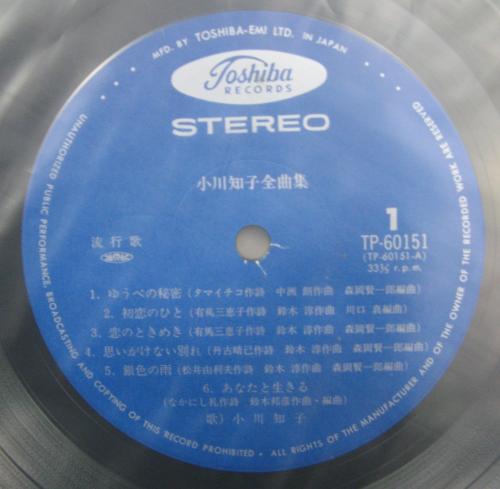 MFD. BY TOSHIBA-EMI LTD. IN JAPAN
Toshiba
RECORDS
STEREO
小川知子全曲集
流行歌
1
TP-60151
(TP-60151-A)
33⅓ r.p.m.
1. ゆうべの秘密(タマイチコ作詩 中洲 朗作曲 森岡賢一郎編曲)
2. 初恋のひと(有馬三恵子作詩 鈴木 淳作曲 川口 真編曲)
3. 恋のときめき(有馬三恵子作詩 鈴木 淳作曲 森岡賢一郎編曲)
4. 思いがけない別れ(丹古晴己作詩 鈴木 淳作曲 森岡賢一郎編曲)
5. 銀色の雨(松井由利夫作詩 鈴木 淳作曲 森岡賢一郎編曲)
6. あなたと生きる
(なかにし礼作詩 鈴木邦彦作曲・編曲)
歌) 小川知子
UNAUTHORIZED PUBLIC PERFORMANCE, BROADCASTING AND COPYING OF THIS RECORD PROHIBITED • ALL RIGHTS OF THE MANUFACTURER AND OF THE OWNER OF THE RECORDED WORK ARE RESERVED